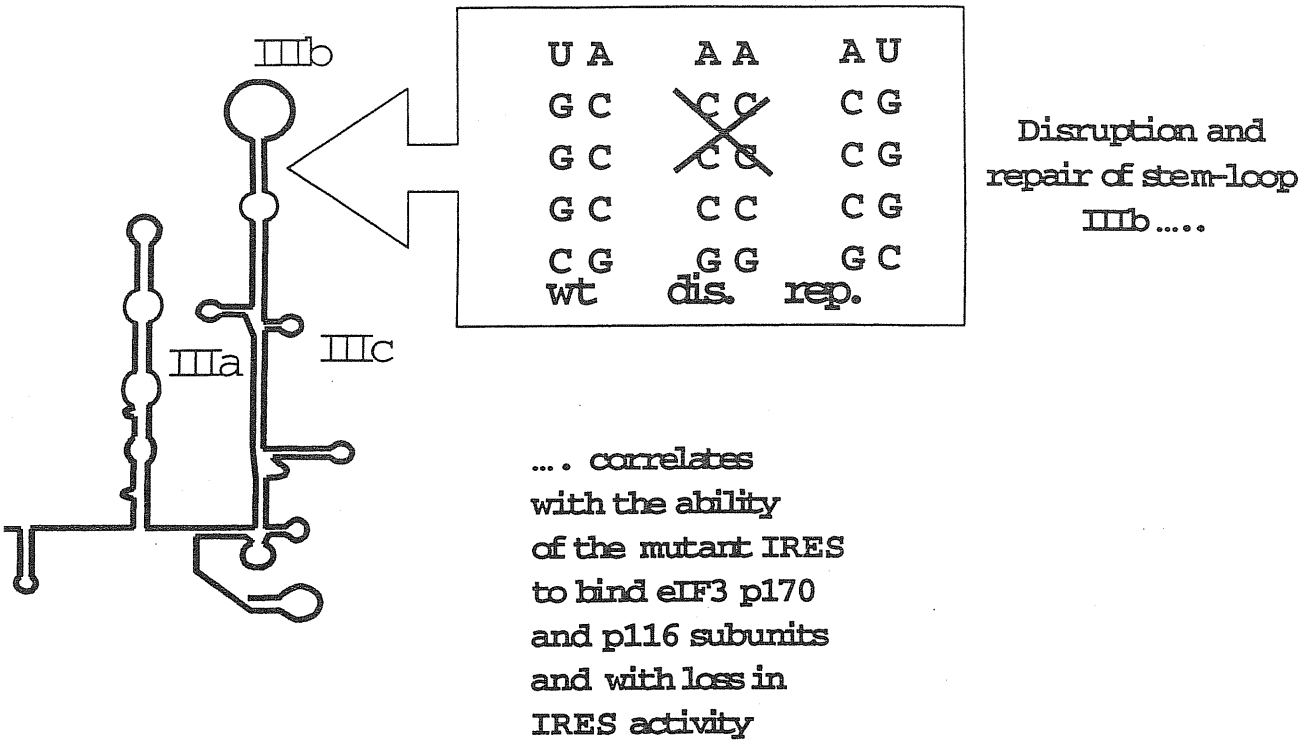 IIIb
U A A A A U
G C C C C G
G C C C C G
G C C C C G
C G G G G C
wt dis. rep.
Disruption and
repair of stem-loop
IIIb .....
IIIa
IIIc
.... correlates
with the ability
of the mutant IRES
to bind eIF3 p170
and p116 subunits
and with loss in
IRES activity